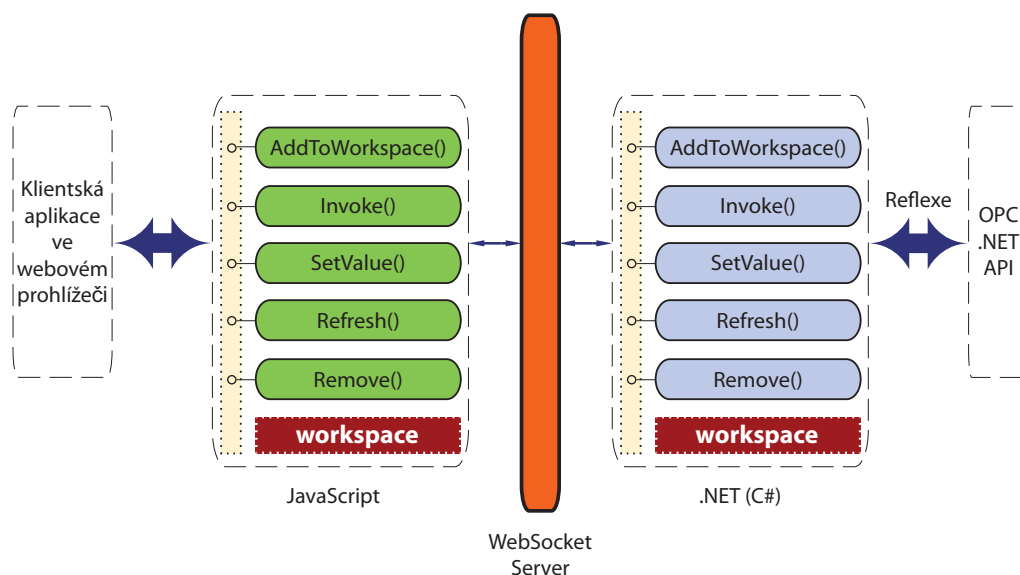 Klientská
aplikace
ve
webovém
prohlížeči
AddToWorkspace()
Invoke()
SetValue()
Refresh()
Remove()
workspace
JavaScript
WebSocket
Server
AddToWorkspace()
Invoke()
SetValue()
Refresh()
Remove()
workspace
.NET (C#)
Reflexe
OPC
.NET
API